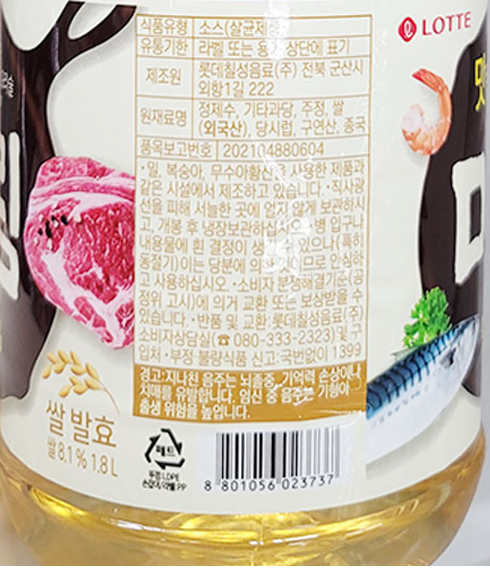 식품유형 소스(살균제품)
LOTTE
유통기한 라벨 또는 용기 상단에 표기
제조원 롯데칠성음료(주) 전북 군산시
외항1길 222
원재료명 정제수, 기타과당, 주정, 쌀
(외국산), 당시럽, 구연산, 종국
품목보고번호 202104880604
·밀, 복숭아, 무수아황산을 사용한 제품과
같은 시설에서 제조하고 있습니다. ·직사광
선을 피해 서늘한 곳에 얼지 않게 보관하시
고, 개봉 후 냉장보관하십시오. 병 입구나
내용물에 흰 결정이 생길 수 있으나(특히
동절기)이는 당분에 의한 것이므로 안심하
고 사용하십시오. ·소비자 분쟁해결기준(공
정위 고시)에 의거 교환 또는 보상받을 수
있습니다. ·반품 및 교환: 롯데칠성음료(주)
소비자상담실(☎080-333-2323)및 구
입처 ·부정·불량식품 신고:국번없이 1399
경고:지나친 음주는 뇌졸중, 기억력 손상이나
치매를 유발합니다. 임신 중 음주는 기형아
출생 위험을 높입니다.
쌀 발효
쌀 8.1% 1.8L
페트
뚜껑:LDPE
손잡이/라벨:PP
8 801056 023737